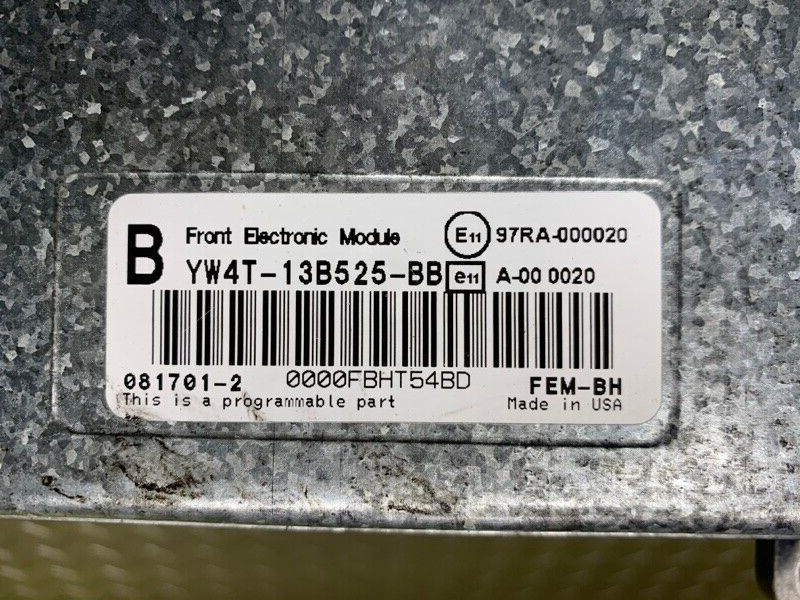 B Front Electronic Module E11 97RA-000020
YW4T-13B525-BB e11 A-00 0020
081701-2 0000FBHT54BD FEM-BH
This is a programmable part Made in USA